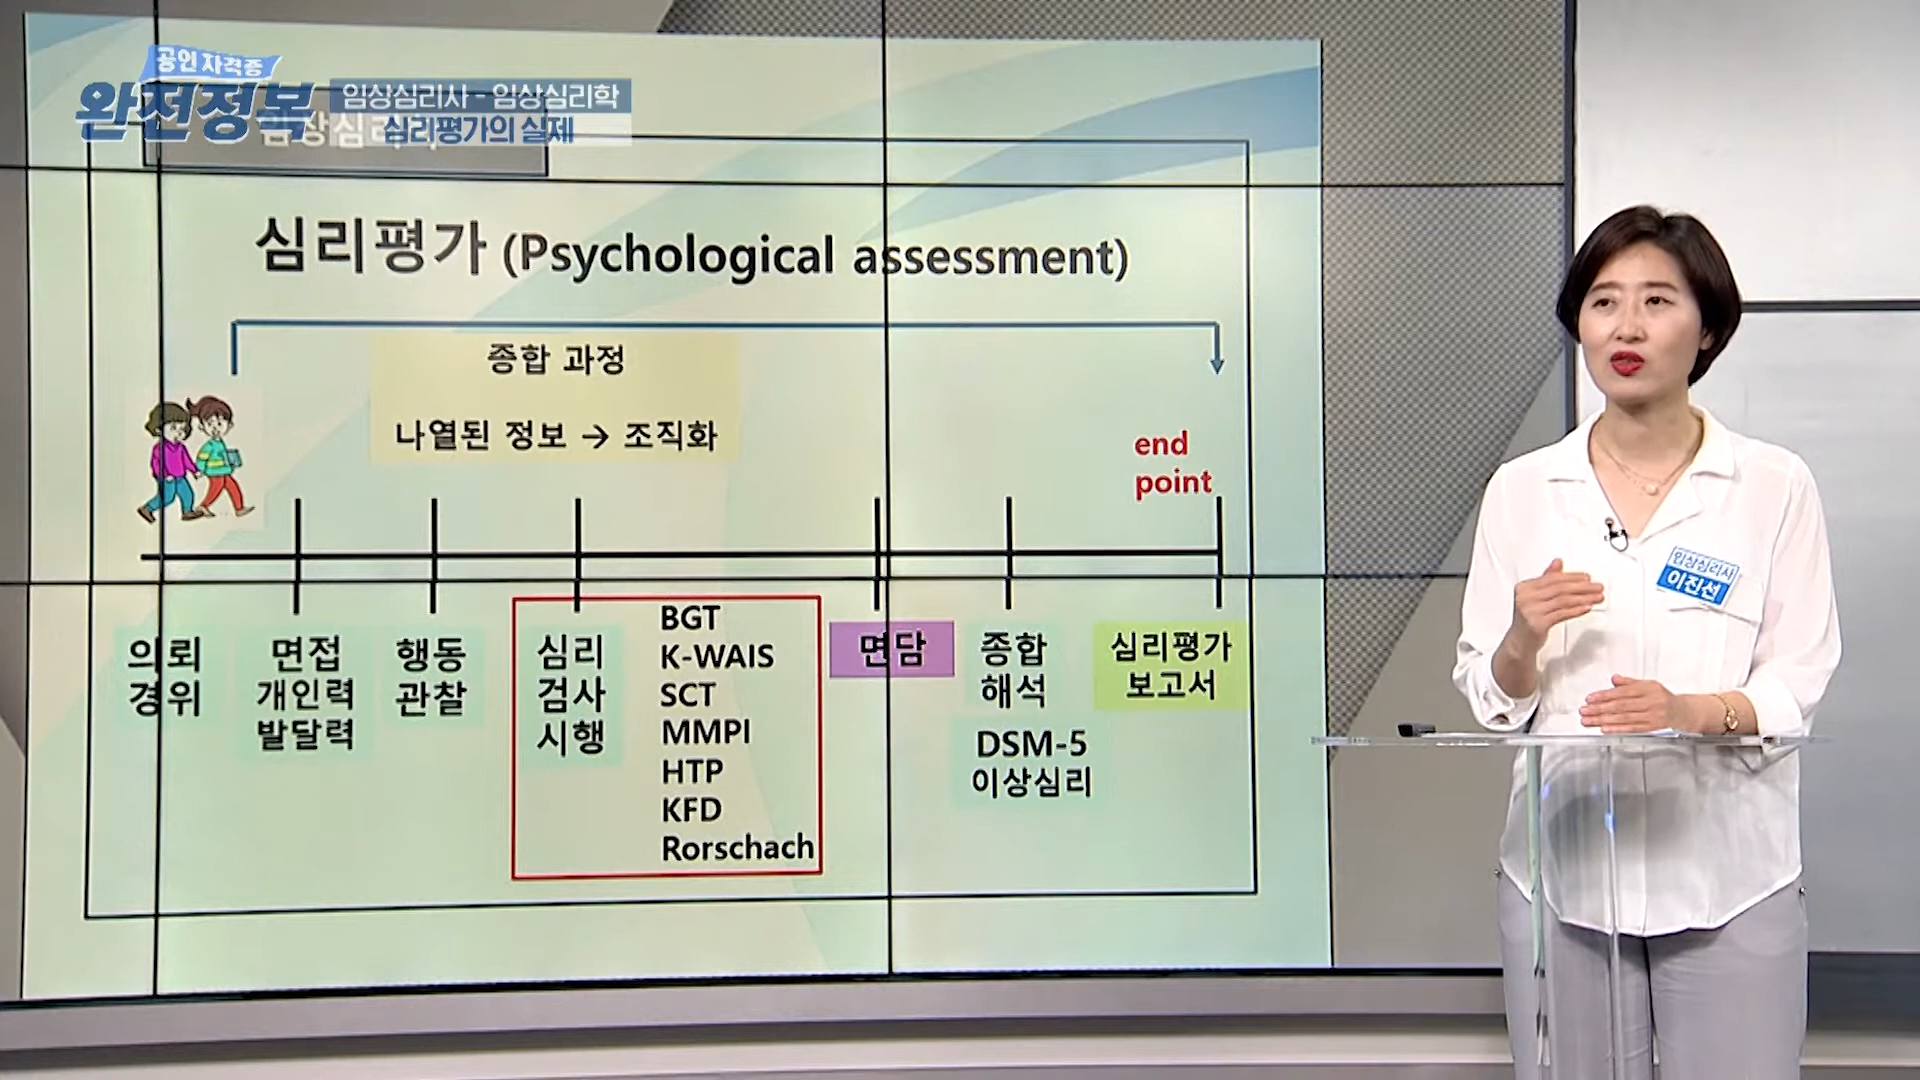 공인 자격증
완전정복
임상심리사 - 임상심리학
심리평가의 실제
심리평가 (Psychological assessment)
종합 과정
나열된 정보 → 조직화
end
point
의뢰
경위
면접
개인력
발달력
행동
관찰
심리
검사
시행
BGT
K-WAIS
SCT
MMPI
HTP
KFD
Rorschach
면담
종합
해석
DSM-5
이상심리
심리평가
보고서
임상심리사
이진선